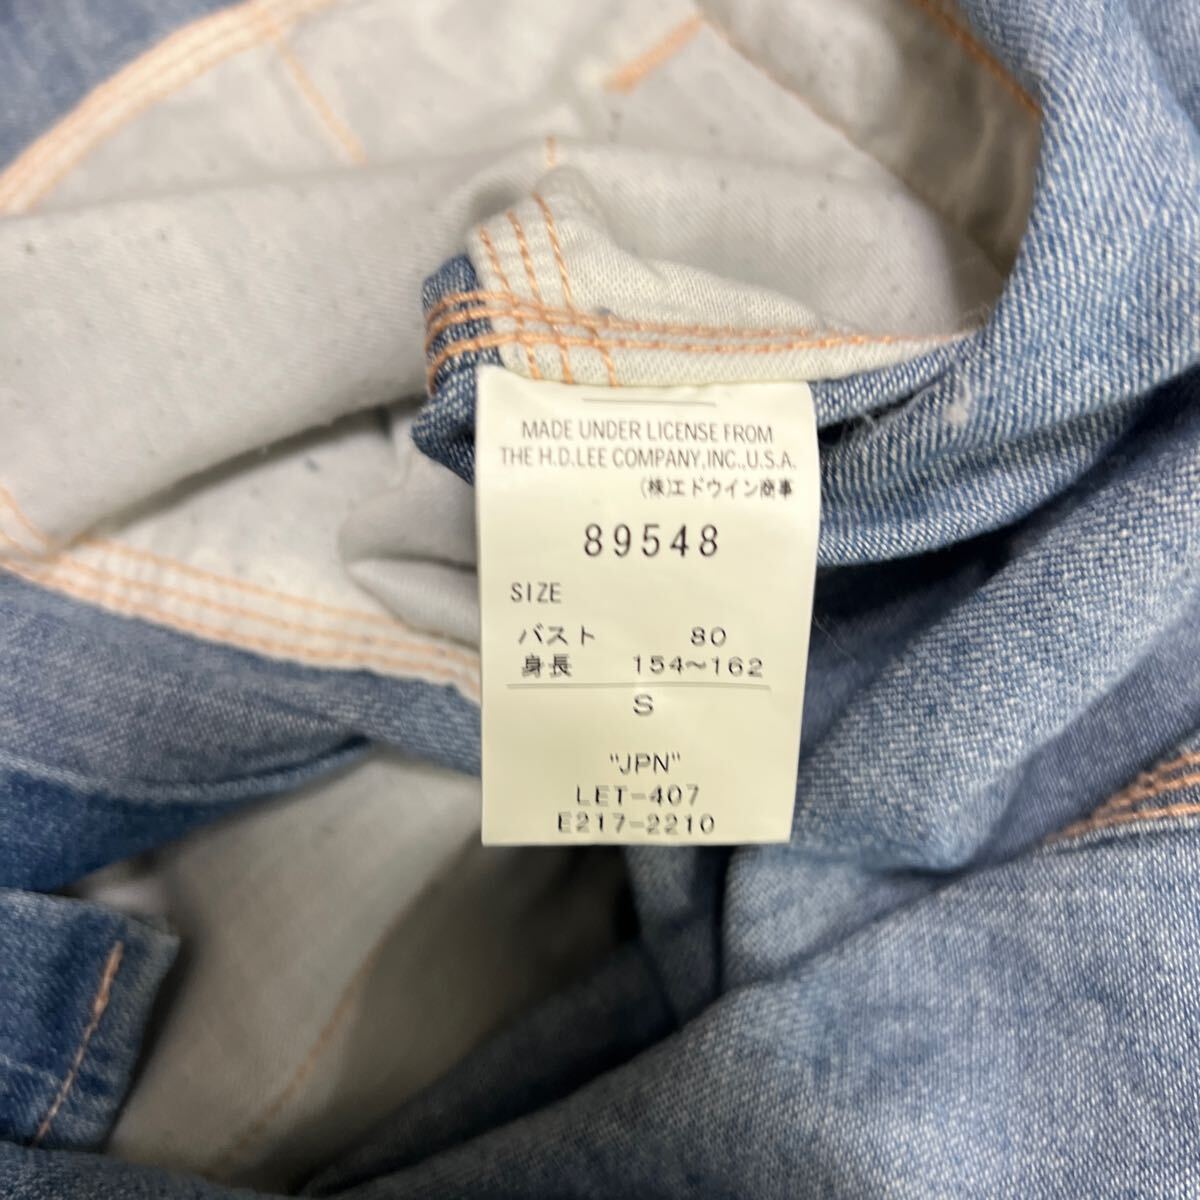 MADE UNDER LICENSE FROM
THE H.D.LEE COMPANY,INC.,U.S.A.
(株)エドウイン商事
89548
SIZE
バスト 80
身長 154〜162
S
"JPN"
LET-407
E217-2210